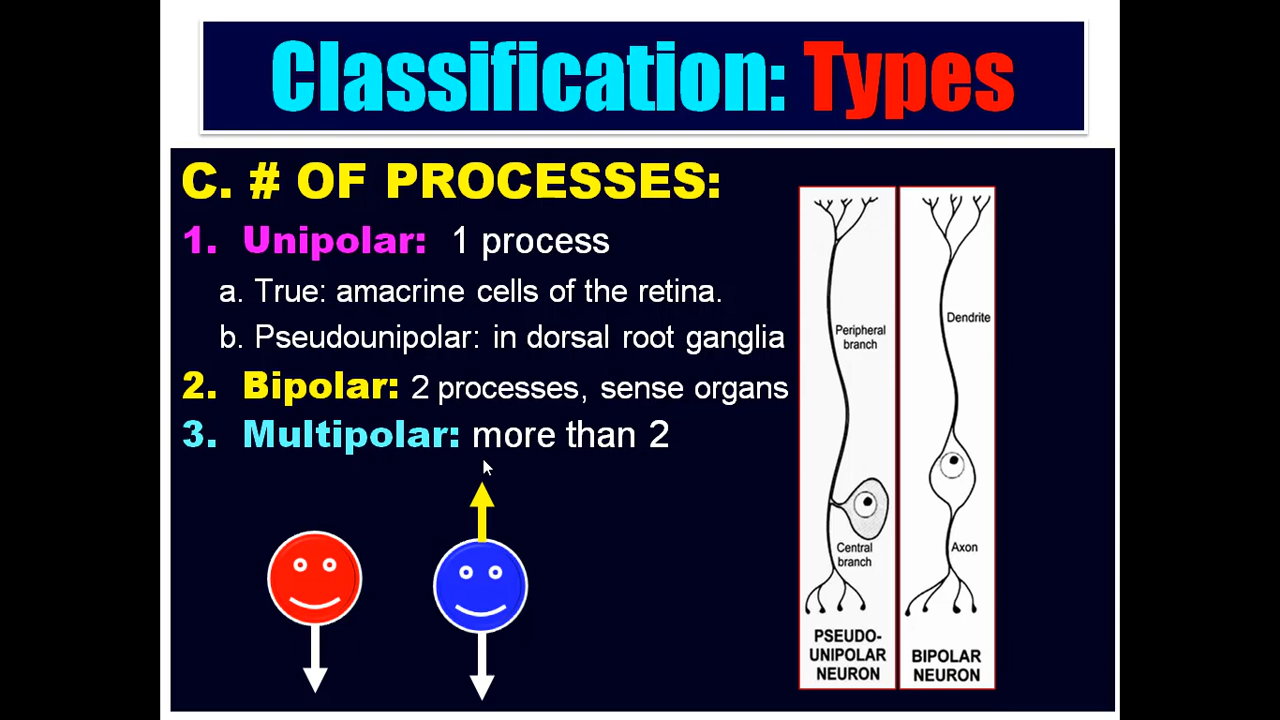 Classification: Types
C. # OF PROCESSES:
1. Unipolar: 1 process
a. True: amacrine cells of the retina.
b. Pseudounipolar: in dorsal root ganglia
2. Bipolar: 2 processes, sense organs
3. Multipolar: more than 2
Peripheral
branch
Central
branch
PSEUDO-
UNIPOLAR
NEURON
Dendrite
Axon
BIPOLAR
NEURON